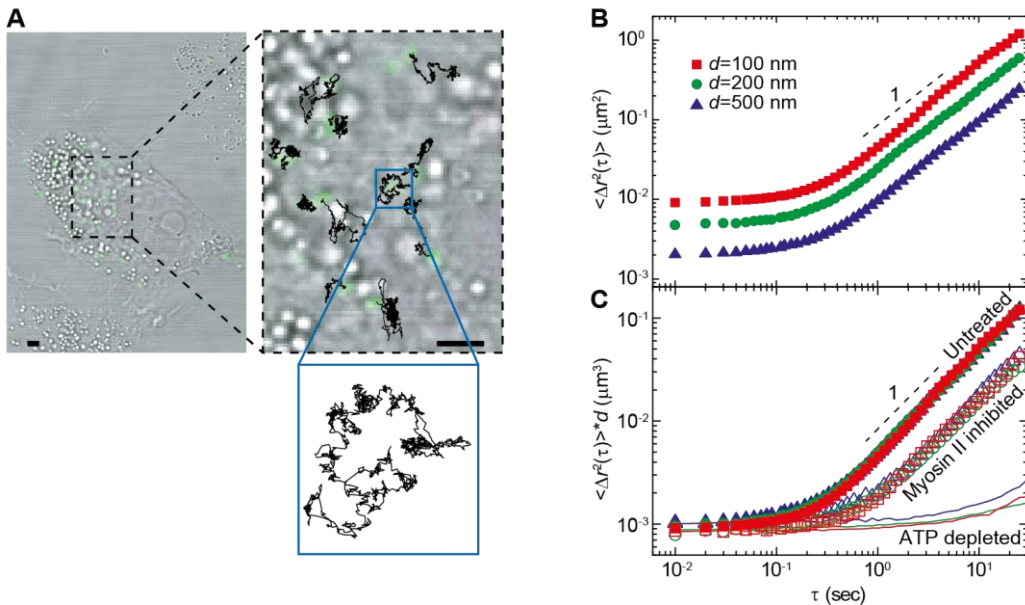 A
B
10⁰
10⁻¹
10⁻²
10⁻³
<Δr²(τ)> (μm²)
d=100 nm
d=200 nm
d=500 nm
1
C
10⁻¹
10⁻²
10⁻³
<Δr²(τ)>*d (μm³)
1
Untreated
Myosin II inhibited
ATP depleted
10⁻² 10⁻¹ 10⁰ 10¹
τ (sec)